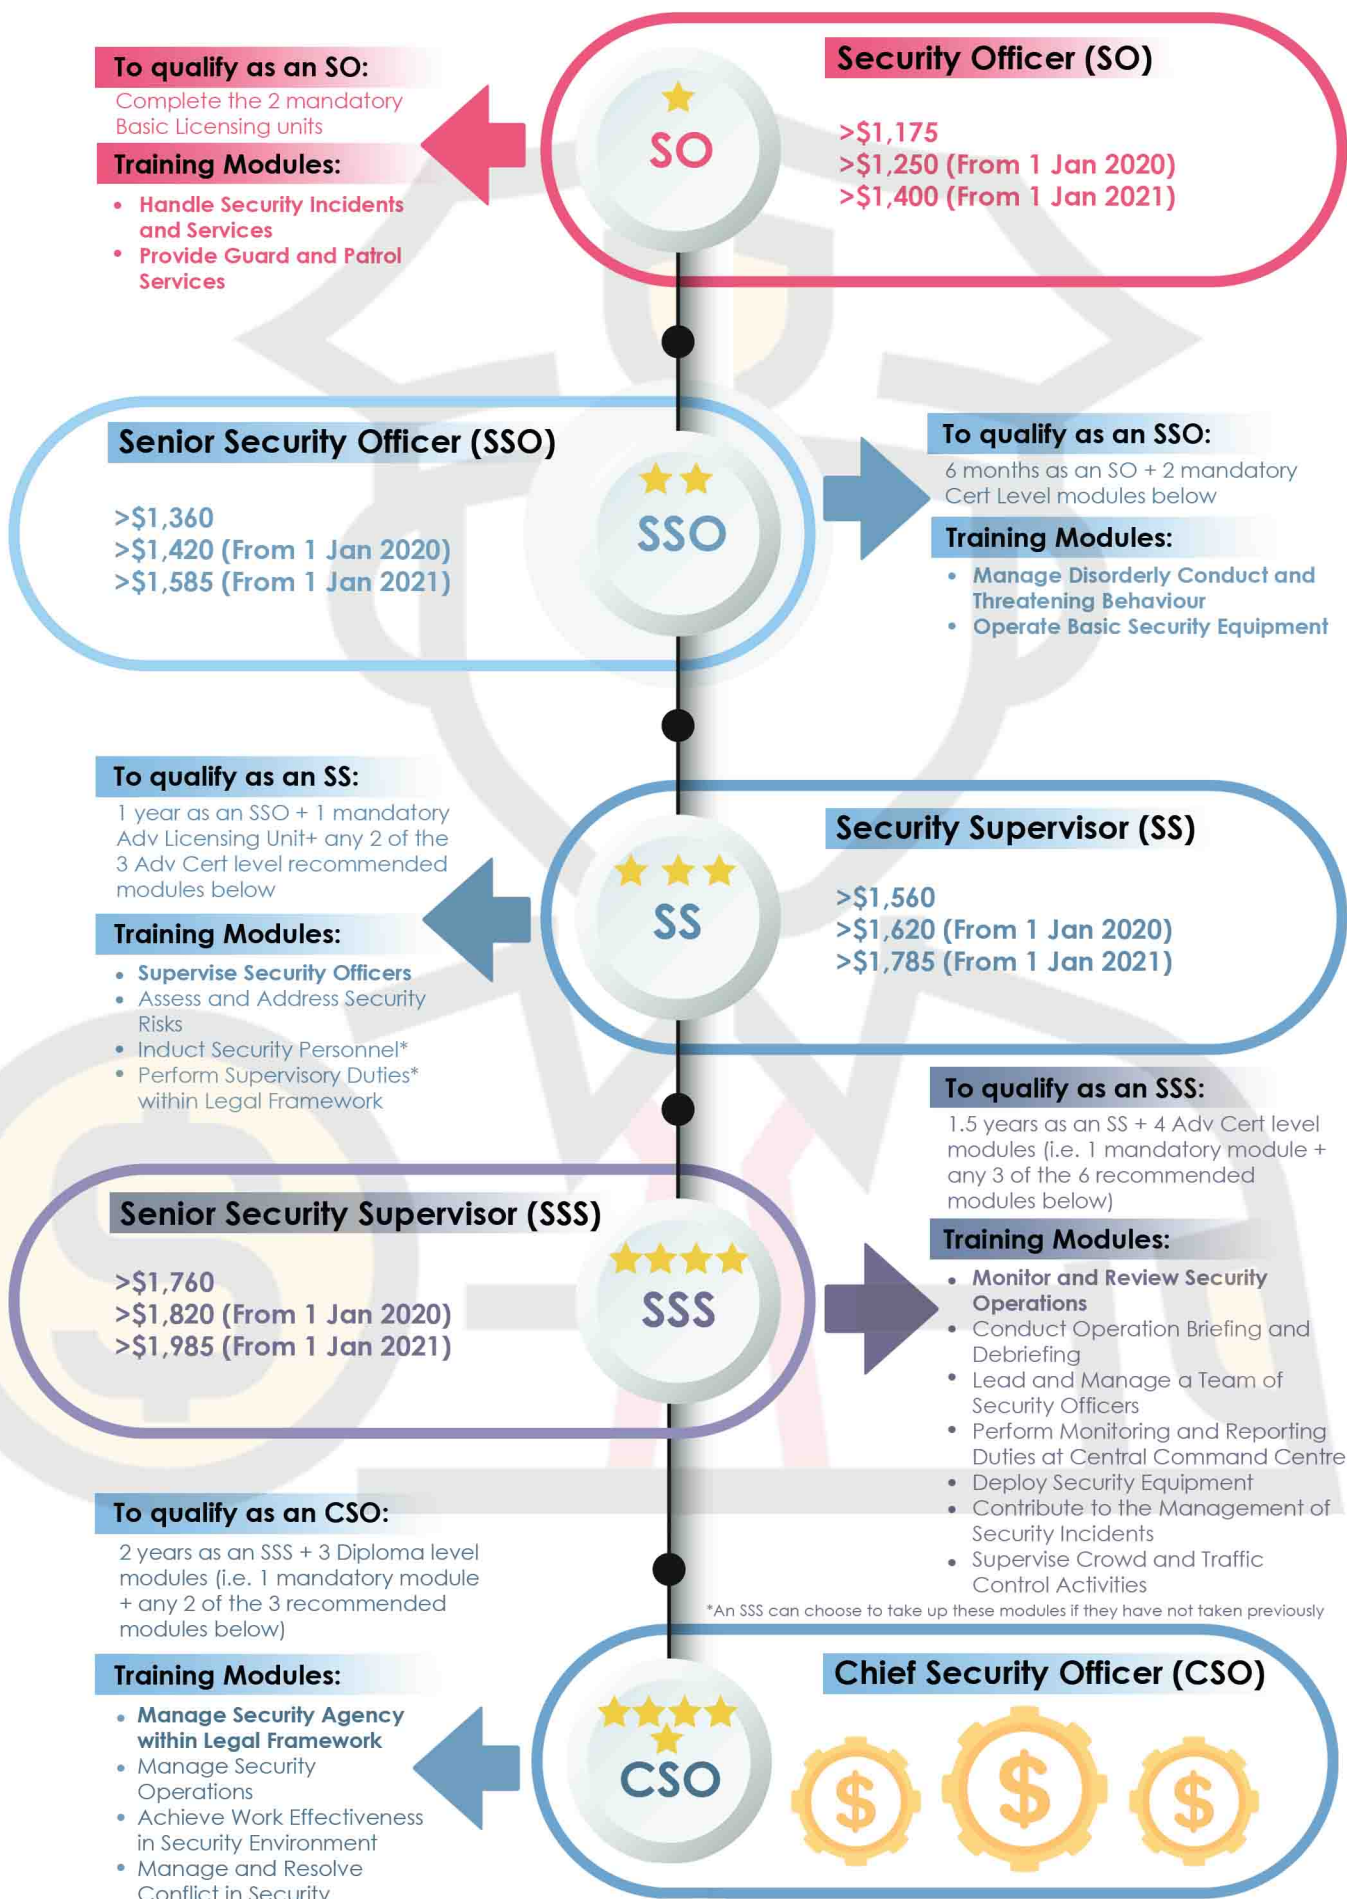 To qualify as an SO:
Complete the 2 mandatory
Basic Licensing units
Training Modules:
• Handle Security Incidents
and Services
• Provide Guard and Patrol
Services
SO
Security Officer (SO)
>$1,175
>$1,250 (From 1 Jan 2020)
>$1,400 (From 1 Jan 2021)
Senior Security Officer (SSO)
>$1,360
>$1,420 (From 1 Jan 2020)
>$1,585 (From 1 Jan 2021)
SSO
To qualify as an SSO:
6 months as an SO + 2 mandatory
Cert Level modules below
Training Modules:
• Manage Disorderly Conduct and
Threatening Behaviour
• Operate Basic Security Equipment
To qualify as an SS:
1 year as an SSO + 1 mandatory
Adv Licensing Unit+ any 2 of the
3 Adv Cert level recommended
modules below
Training Modules:
• Supervise Security Officers
• Assess and Address Security
Risks
• Induct Security Personnel*
• Perform Supervisory Duties*
within Legal Framework
SS
Security Supervisor (SS)
>$1,560
>$1,620 (From 1 Jan 2020)
>$1,785 (From 1 Jan 2021)
Senior Security Supervisor (SSS)
>$1,760
>$1,820 (From 1 Jan 2020)
>$1,985 (From 1 Jan 2021)
SSS
To qualify as an SSS:
1.5 years as an SS + 4 Adv Cert level
modules (i.e. 1 mandatory module +
any 3 of the 6 recommended
modules below)
Training Modules:
• Monitor and Review Security
Operations
• Conduct Operation Briefing and
Debriefing
• Lead and Manage a Team of
Security Officers
• Perform Monitoring and Reporting
Duties at Central Command Centre
• Deploy Security Equipment
• Contribute to the Management of
Security Incidents
• Supervise Crowd and Traffic
Control Activities
*An SSS can choose to take up these modules if they have not taken previously
To qualify as an CSO:
2 years as an SSS + 3 Diploma level
modules (i.e. 1 mandatory module
+ any 2 of the 3 recommended
modules below)
Training Modules:
• Manage Security Agency
within Legal Framework
• Manage Security
Operations
• Achieve Work Effectiveness
in Security Environment
• Manage and Resolve
Conflict in Security
CSO
Chief Security Officer (CSO)
$ $ $